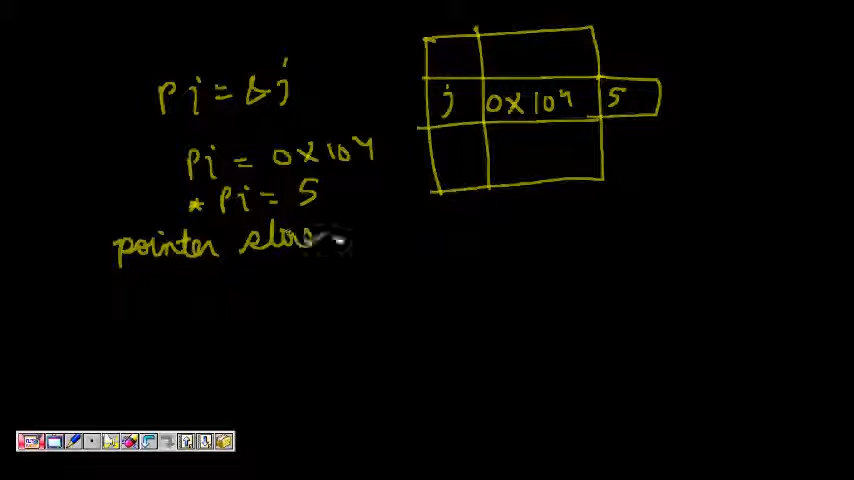 Pi = &j
Pi = 0x104
* Pi = 5
pointer
j 0x104 5